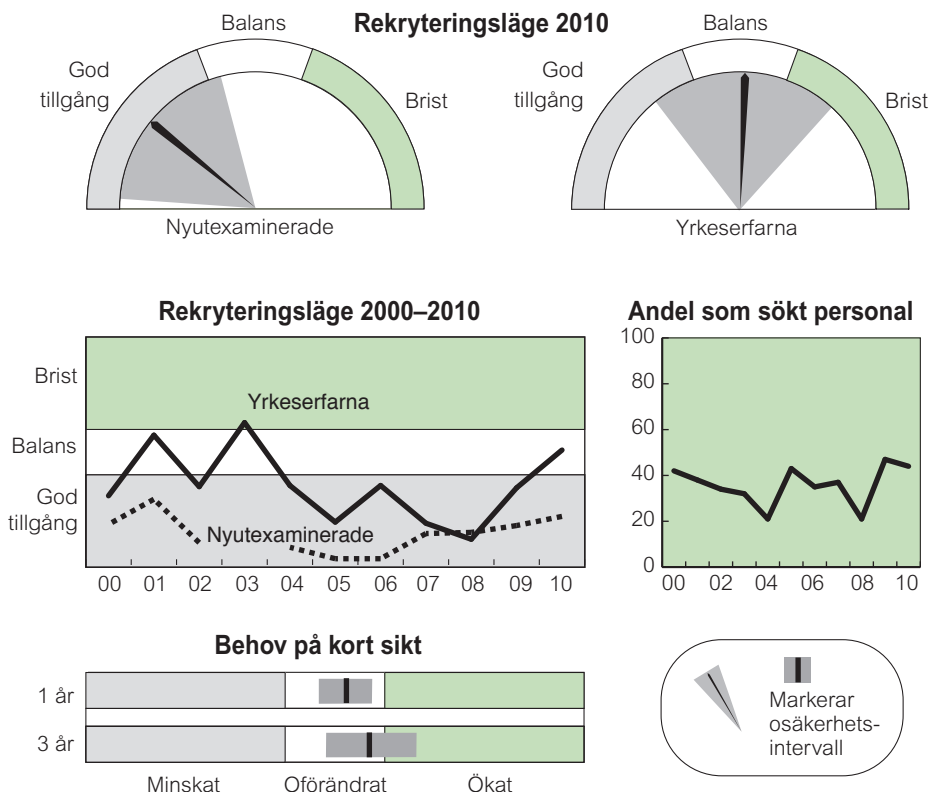 Rekryteringsläge 2010
Balans
God
tillgång
Brist
Nyutexaminerade
Balans
God
tillgång
Brist
Yrkeserfarna
Rekryteringsläge 2000–2010
Brist
Balans
God
tillgång
Yrkeserfarna
Nyutexaminerade
00 01 02 03 04 05 06 07 08 09 10
Andel som sökt personal
100
80
60
40
20
0
00 02 04 06 08 10
Behov på kort sikt
1 år
3 år
Minskat Oförändrat Ökat
Markerar
osäkerhets-
intervall